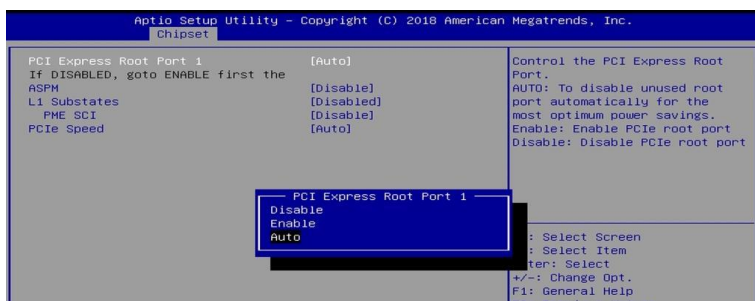 Aptio Setup Utility – Copyright (C) 2018 American Megatrends, Inc.
Chipset
PCI Express Root Port 1 [Auto]
If DISABLED, goto ENABLE first the
ASPM [Disable]
L1 Substates [Disabled]
PME SCI [Disable]
PCIe Speed [Auto]
Control the PCI Express Root
Port.
AUTO: To disable unused root
port automatically for the
most optimum power savings.
Enable: Enable PCIe root port
Disable: Disable PCIe root port
PCI Express Root Port 1
Disable
Enable
Auto
: Select Screen
: Select Item
ter: Select
+/-: Change Opt.
F1: General Help